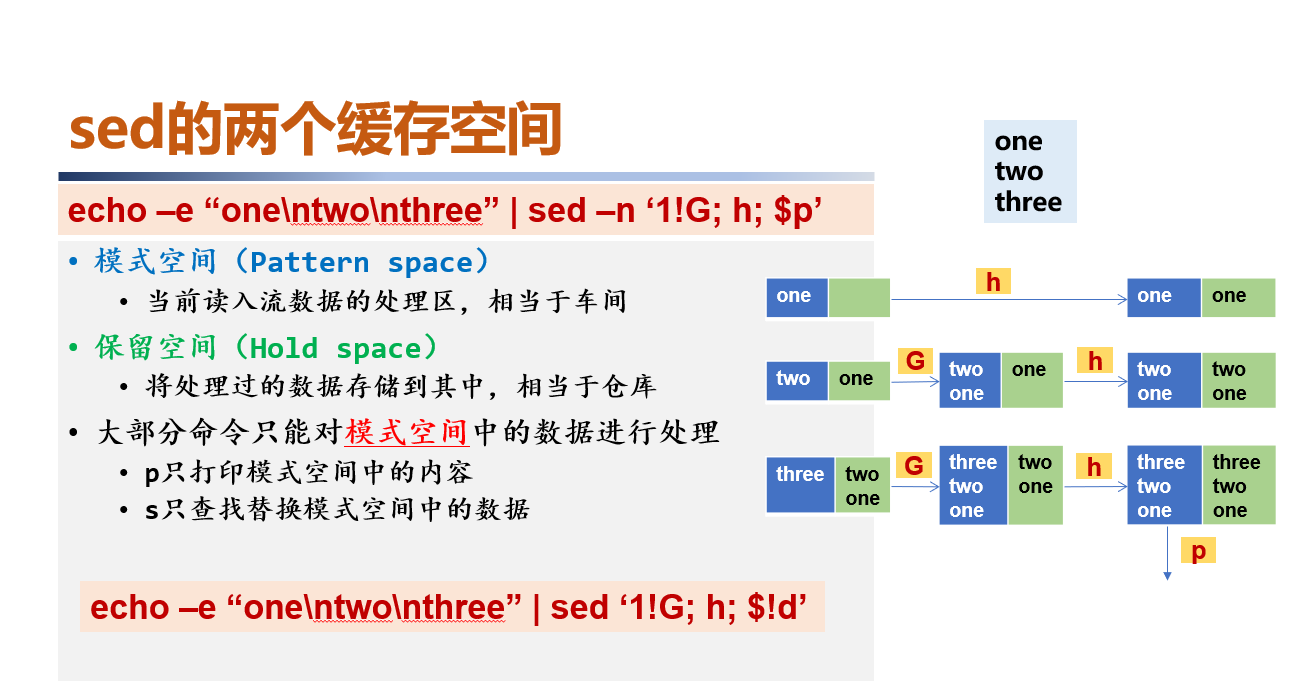 sed的两个缓存空间
echo –e “one\ntwo\nthree” | sed –n ‘1!G; h; $p’
• 模式空间（Pattern space）
• 当前读入流数据的处理区，相当于车间
• 保留空间（Hold space）
• 将处理过的数据存储到其中，相当于仓库
• 大部分命令只能对模式空间中的数据进行处理
• p只打印模式空间中的内容
• s只查找替换模式空间中的数据
echo –e “one\ntwo\nthree” | sed ‘1!G; h; $!d’
one
two
three
one
h
one
one
two
one
G
two
one
one
h
two
one
two
one
three
two
one
G
three
two
one
two
one
h
three
two
one
three
two
one
p